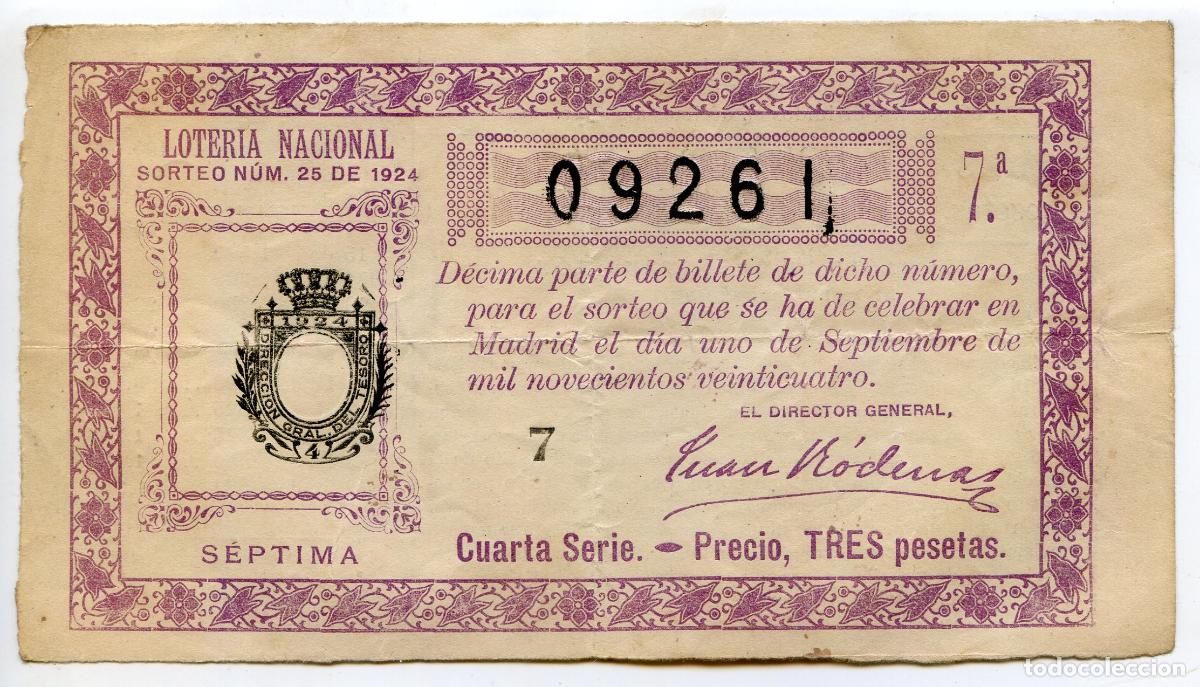 LOTERIA NACIONAL
SORTEO NÚM. 25 DE 1924
09261
7.ª
Décima parte de billete de dicho número,
para el sorteo que se ha de celebrar en
Madrid el día uno de Septiembre de
mil novecientos veinticuatro.
EL DIRECTOR GENERAL,
1924
DIRECCION GRAL. DEL TESORO
4
7
Juan Ródenas
SÉPTIMA
Cuarta Serie. - Precio, TRES pesetas.
todocoleccion